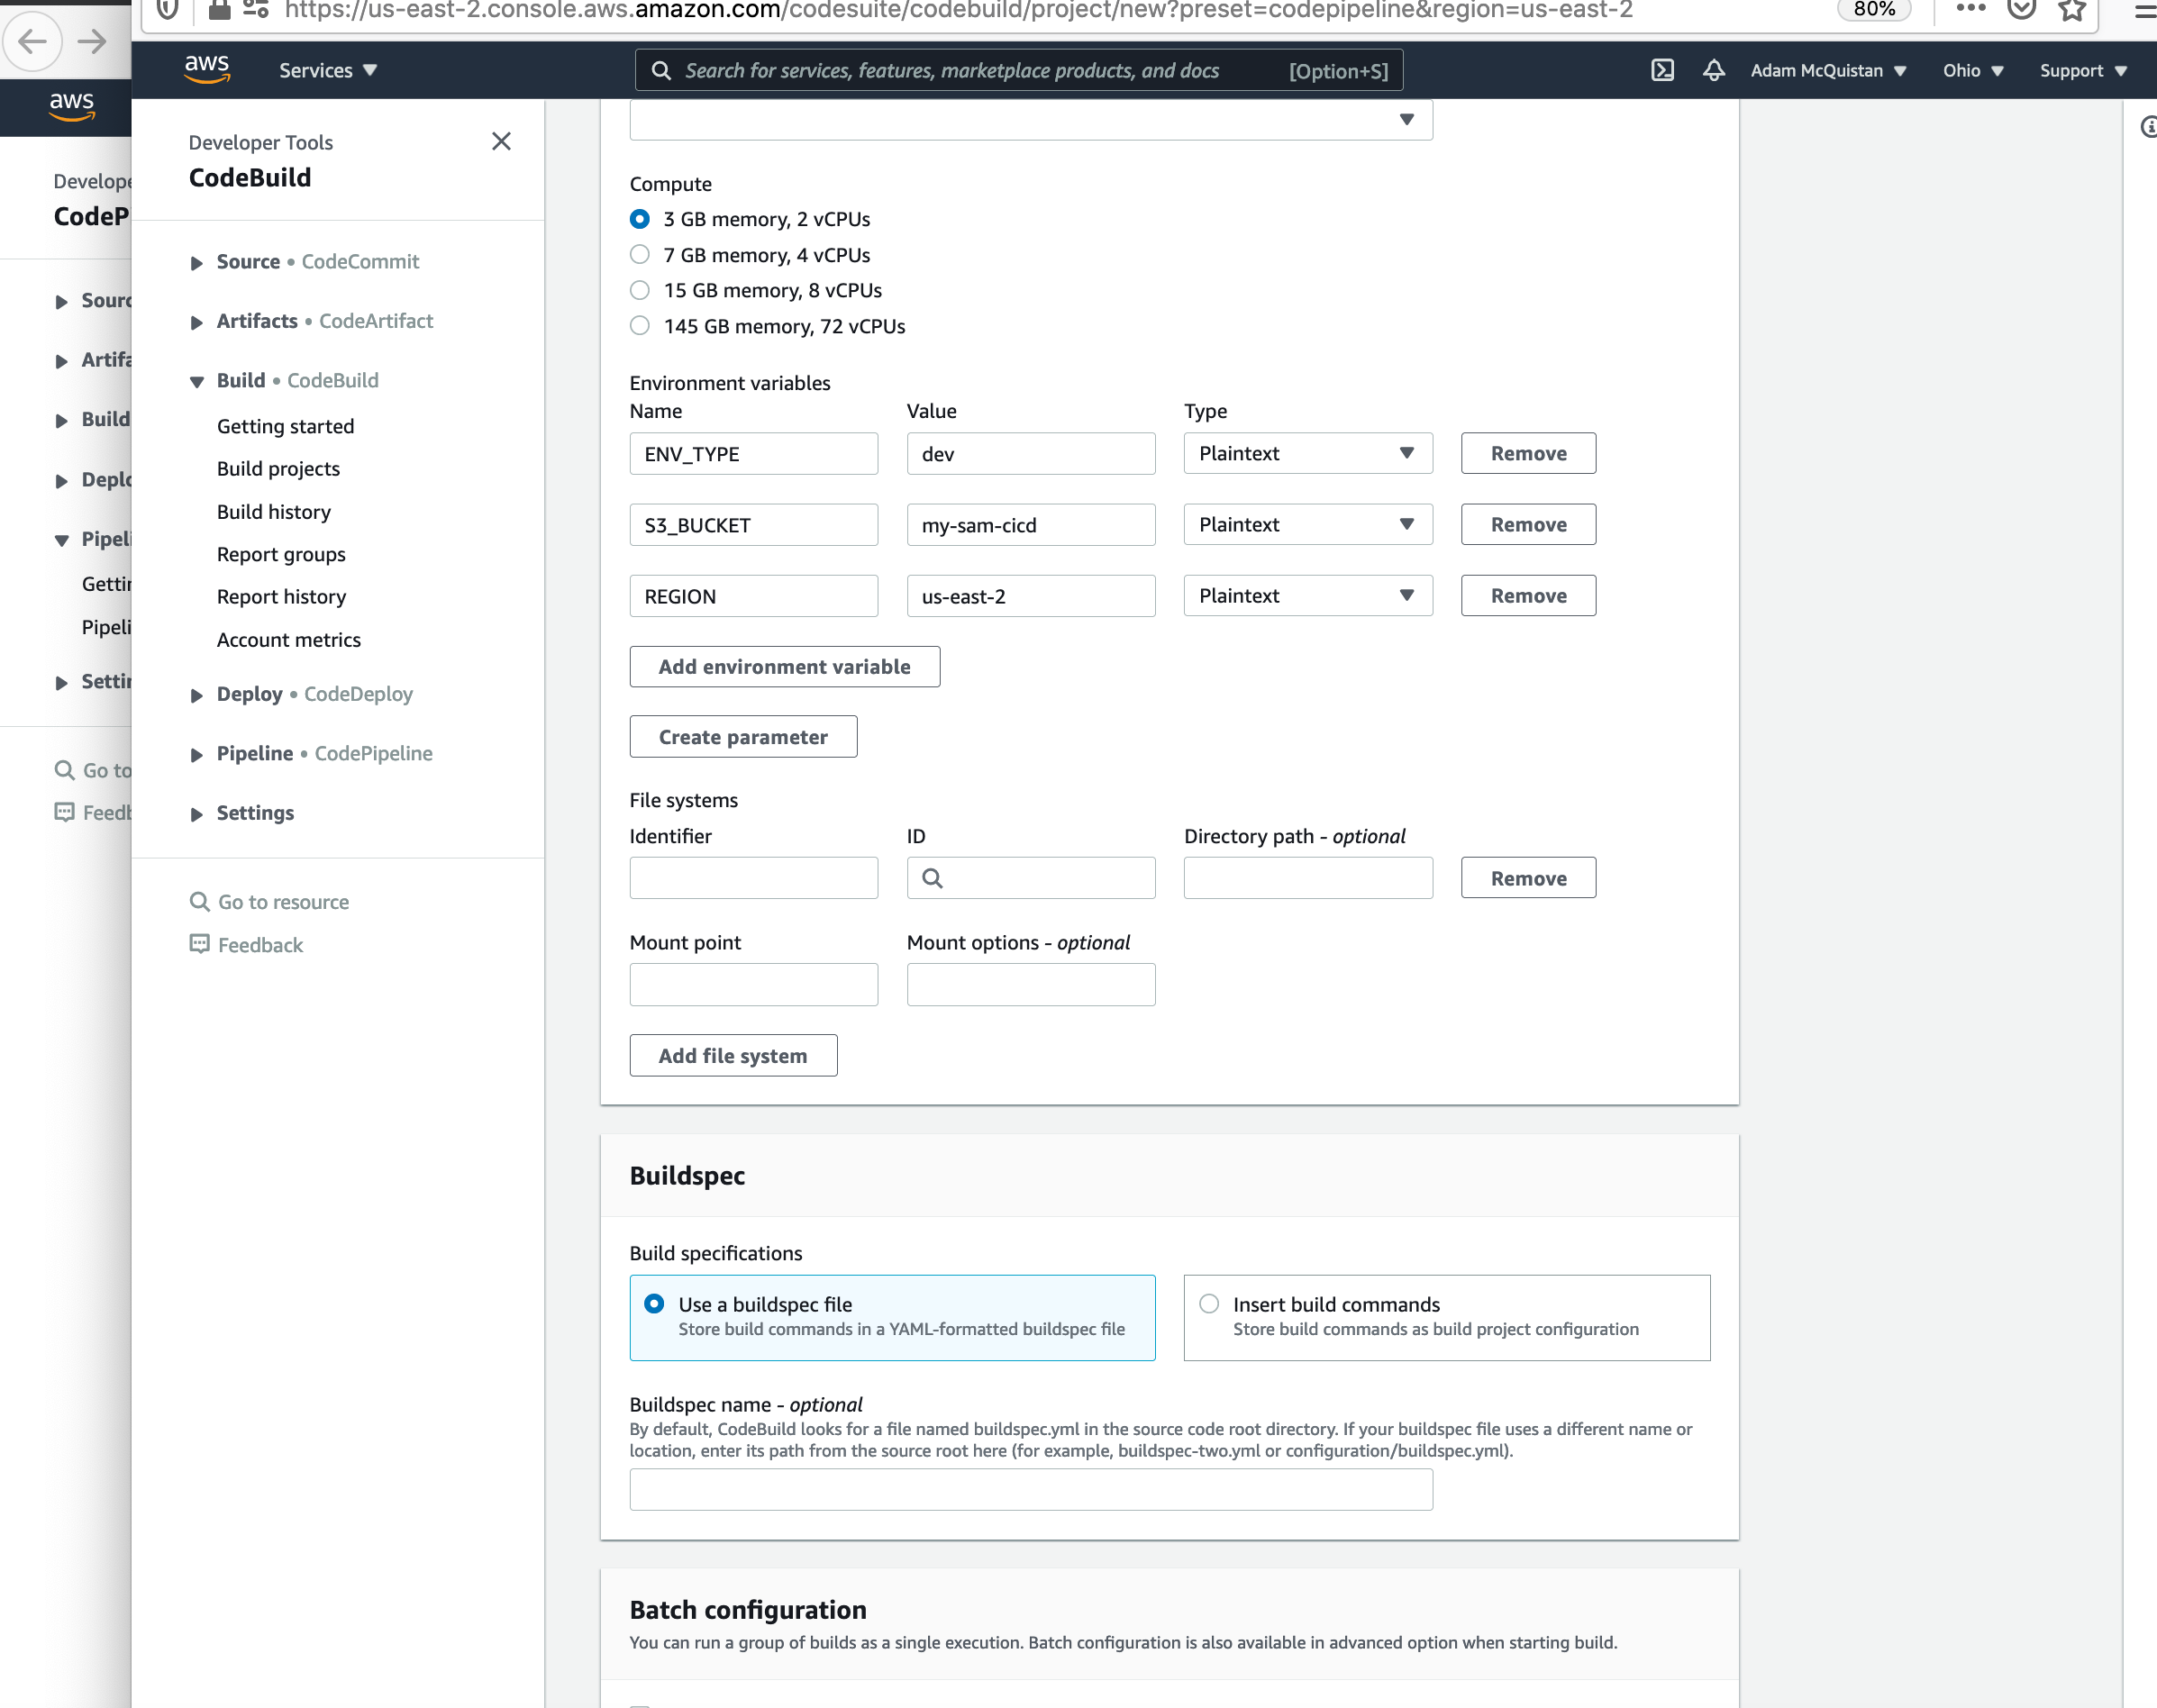 https://us-east-2.console.aws.amazon.com/codesuite/codebuild/project/new?preset=codepipeline&region=us-east-2
80%
aws
Services
Search for services, features, marketplace products, and docs
[Option+S]
Adam McQuistan
Ohio
Support
aws
Develope
CodeP
Sourc
Artifa
Build
Deplo
Pipeli
Gettin
Pipeli
Settin
Go to
Feedb
Developer Tools
CodeBuild
Source • CodeCommit
Artifacts • CodeArtifact
Build • CodeBuild
Getting started
Build projects
Build history
Report groups
Report history
Account metrics
Deploy • CodeDeploy
Pipeline • CodePipeline
Settings
Go to resource
Feedback
Compute
3 GB memory, 2 vCPUs
7 GB memory, 4 vCPUs
15 GB memory, 8 vCPUs
145 GB memory, 72 vCPUs
Environment variables
Name Value Type
ENV_TYPE dev Plaintext Remove
S3_BUCKET my-sam-cicd Plaintext Remove
REGION us-east-2 Plaintext Remove
Add environment variable
Create parameter
File systems
Identifier ID Directory path - optional
Remove
Mount point Mount options - optional
Add file system
Buildspec
Build specifications
Use a buildspec file
Store build commands in a YAML-formatted buildspec file
Insert build commands
Store build commands as build project configuration
Buildspec name - optional
By default, CodeBuild looks for a file named buildspec.yml in the source code root directory. If your buildspec file uses a different name or
location, enter its path from the source root here (for example, buildspec-two.yml or configuration/buildspec.yml).
Batch configuration
You can run a group of builds as a single execution. Batch configuration is also available in advanced option when starting build.